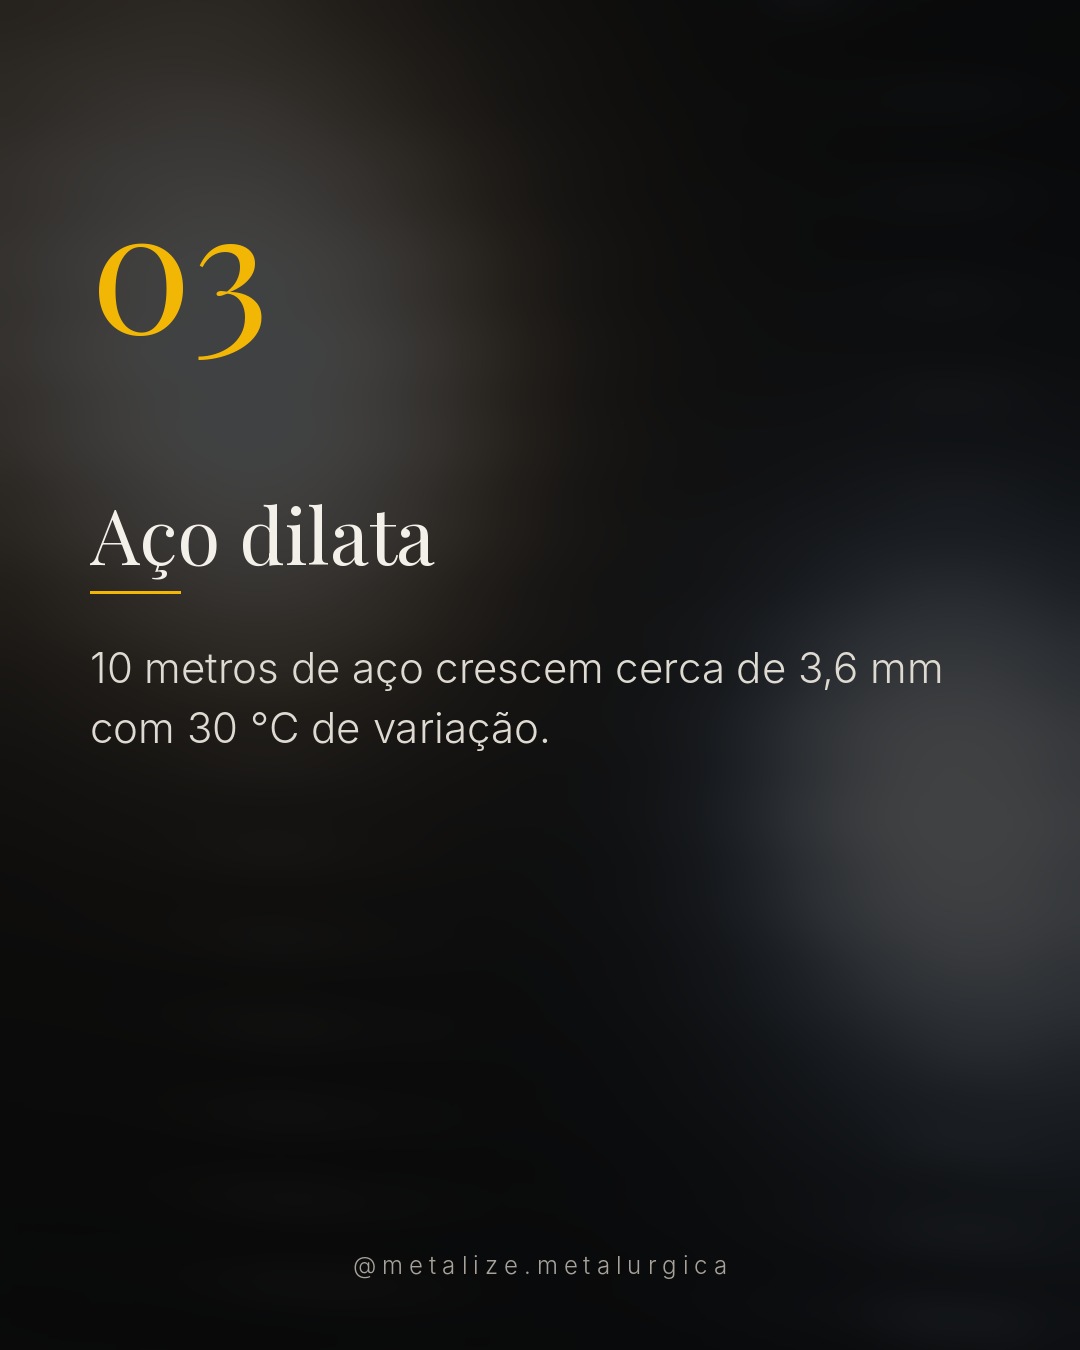 03
Aço dilata
10 metros de aço crescem cerca de 3,6 mm
com 30 °C de variação.
@metalize.metalurgica